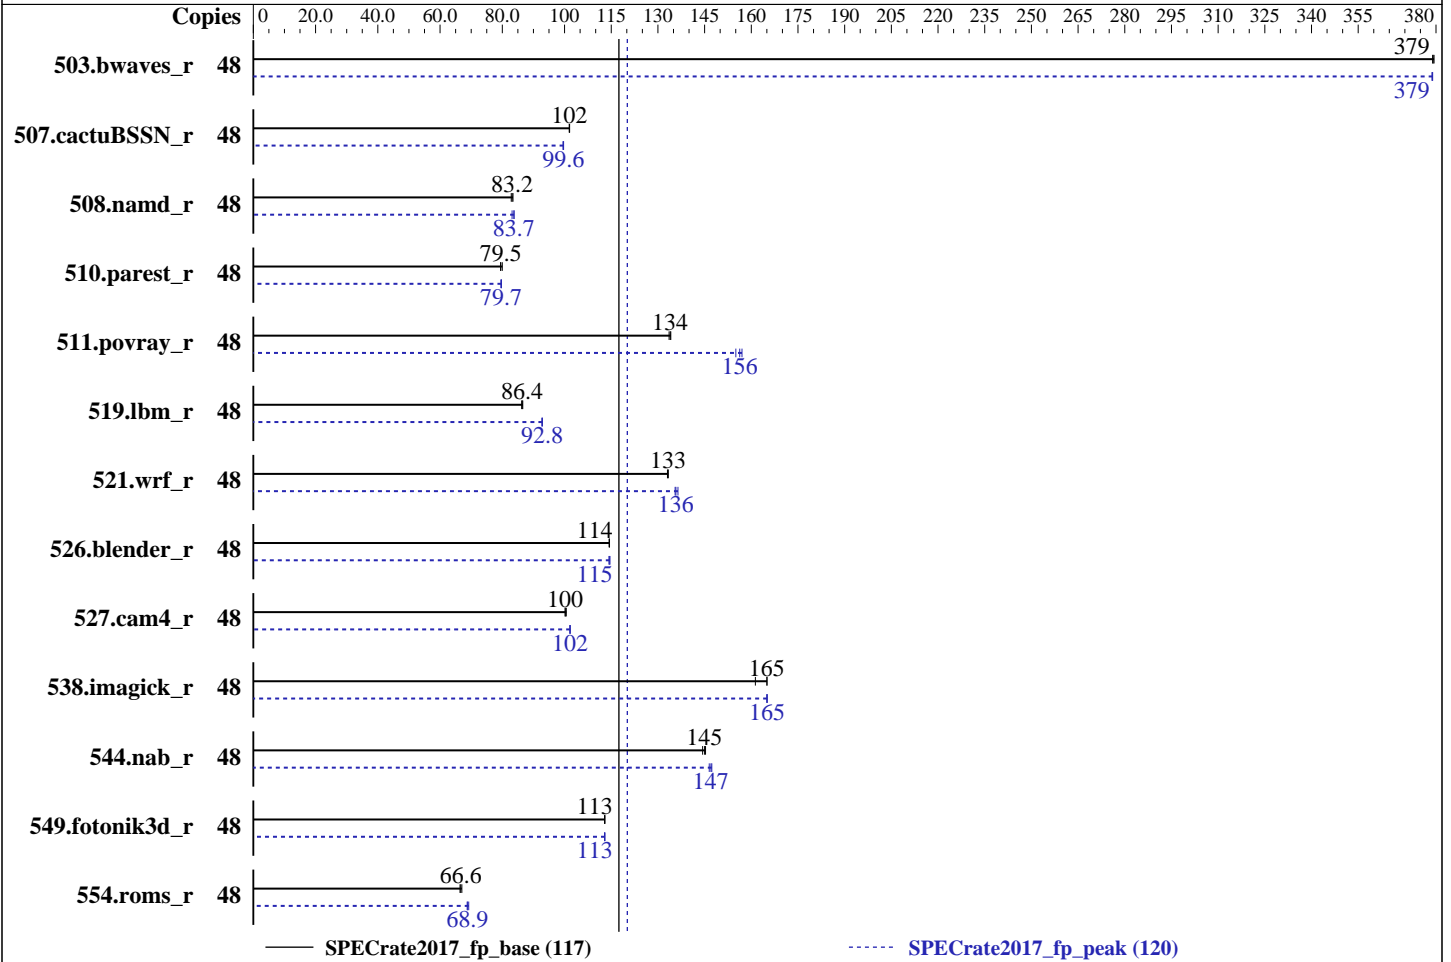 Copies 0 20.0 40.0 60.0 80.0 100 115 130 145 160 175 190 205 220 235 250 265 280 295 310 325 340 355 380
503.bwaves_r 48 379
379
507.cactuBSSN_r 48 102
99.6
508.namd_r 48 83.2
83.7
510.parest_r 48 79.5
79.7
511.povray_r 48 134
156
519.lbm_r 48 86.4
92.8
521.wrf_r 48 133
136
526.blender_r 48 114
115
527.cam4_r 48 100
102
538.imagick_r 48 165
165
544.nab_r 48 145
147
549.fotonik3d_r 48 113
113
554.roms_r 48 66.6
68.9
SPECrate2017_fp_base (117) SPECrate2017_fp_peak (120)